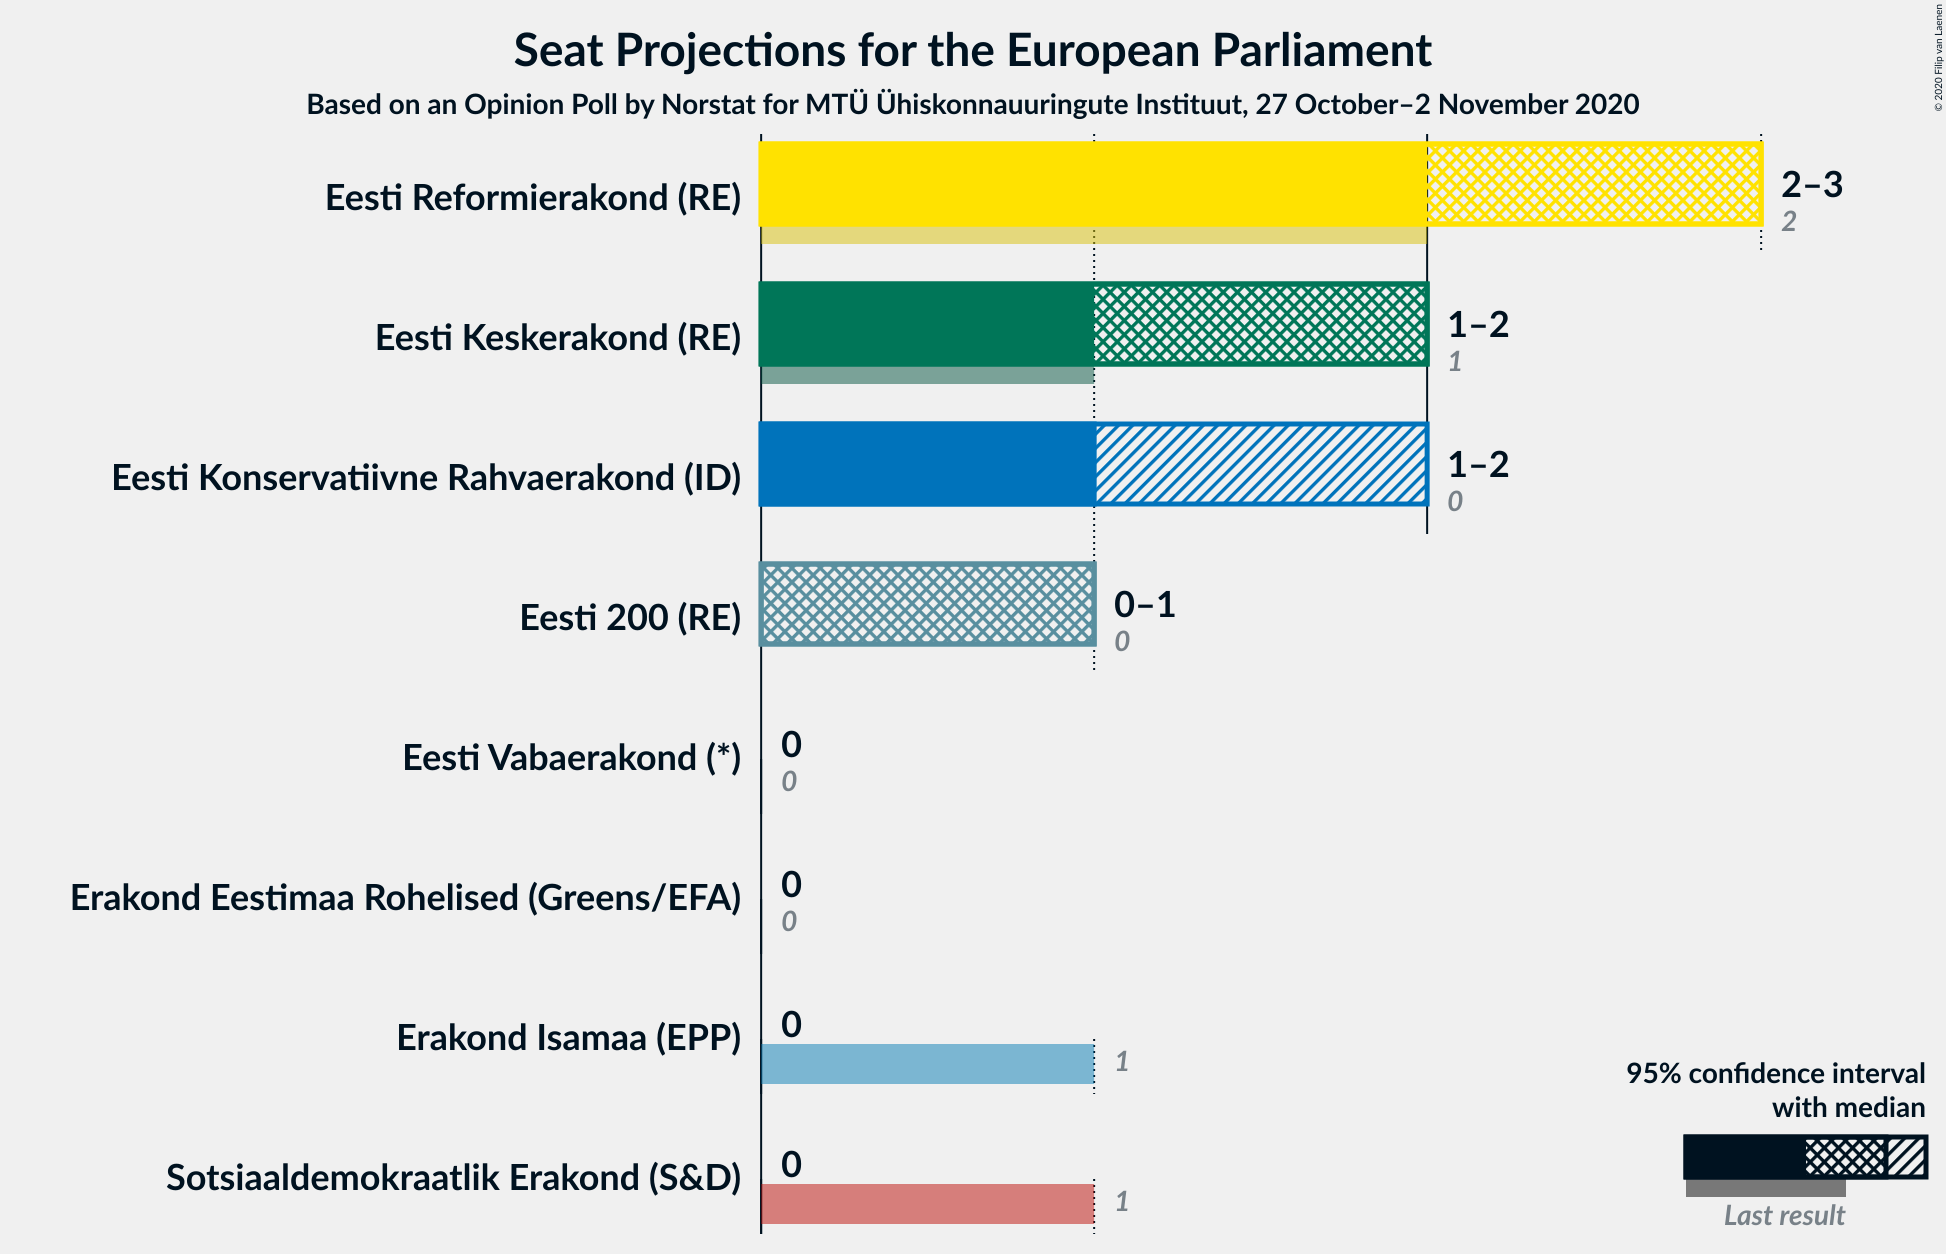 Seat Projections for the European Parliament
Based on an Opinion Poll by Norstat for MTÜ Ühiskonnauuringute Instituut, 27 October–2 November 2020
© 2020 Filip van Laenen
Eesti Reformierakond (RE)
2–3
2
Eesti Keskerakond (RE)
1–2
1
Eesti Konservatiivne Rahvaerakond (ID)
1–2
0
Eesti 200 (RE)
0–1
0
Eesti Vabaerakond (*)
0
0
Erakond Eestimaa Rohelised (Greens/EFA)
0
0
Erakond Isamaa (EPP)
0
1
Sotsiaaldemokraatlik Erakond (S&D)
0
1
95% confidence interval
with median
Last result